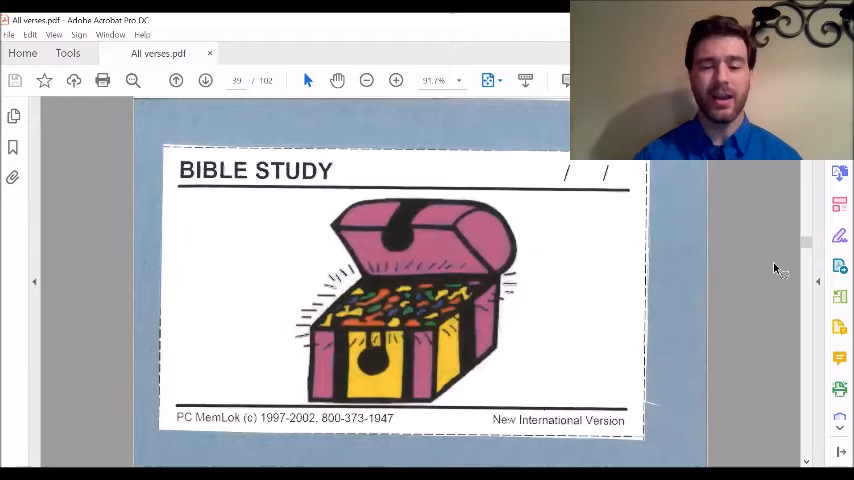 All verses.pdf - Adobe Acrobat Pro DC
File Edit View Sign Window Help
Home Tools All verses.pdf ×
39 / 102 91.7%
BIBLE STUDY / /
PC MemLok (c) 1997-2002, 800-373-1947 New International Version